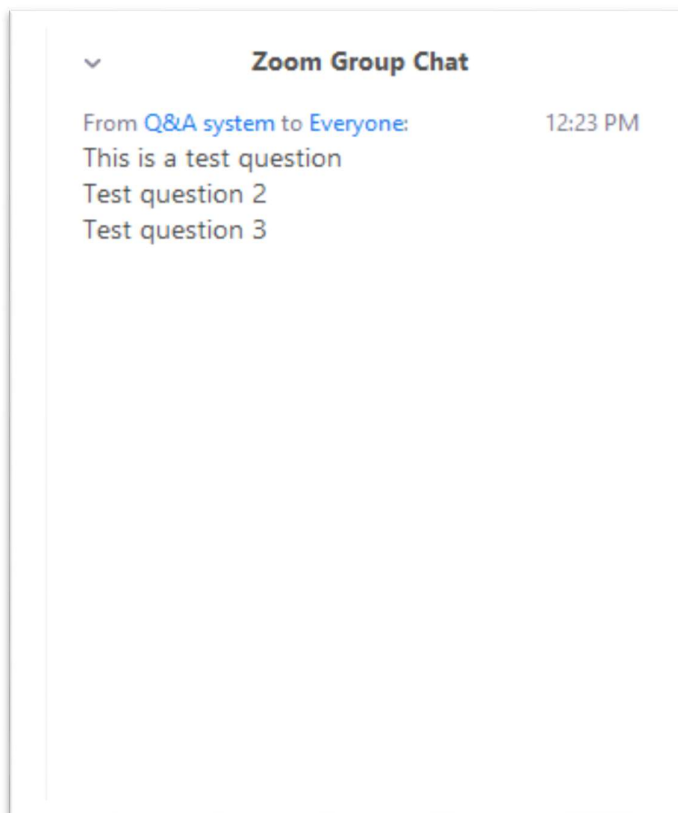 Zoom Group Chat
From Q&A system to Everyone: 12:23 PM
This is a test question
Test question 2
Test question 3